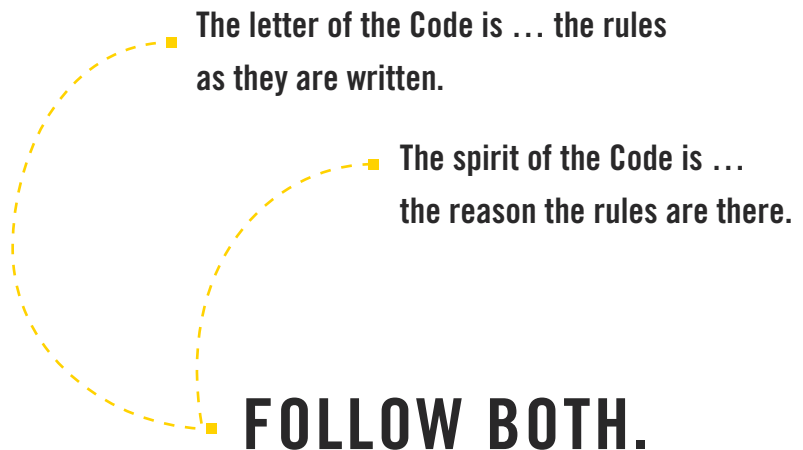 The letter of the Code is … the rules
as they are written.
The spirit of the Code is …
the reason the rules are there.
FOLLOW BOTH.